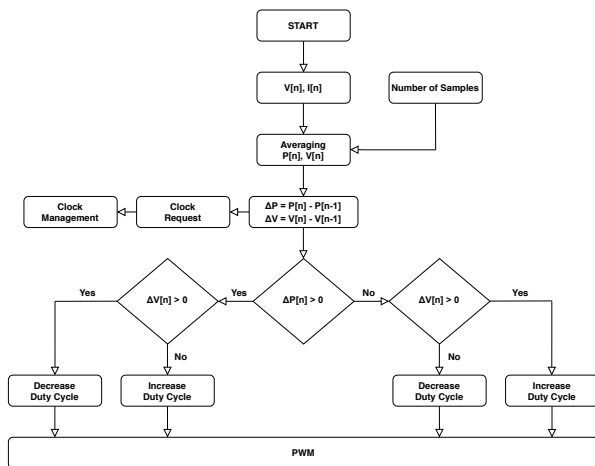 START
V[n], I[n]
Number of Samples
Averaging
P[n], V[n]
Clock
Management
Clock
Request
ΔP = P[n] - P[n-1]
ΔV = V[n] - V[n-1]
Yes
ΔV[n] > 0
Yes
ΔP[n] > 0
No
ΔV[n] > 0
Yes
No
No
Decrease
Duty Cycle
Increase
Duty Cycle
Decrease
Duty Cycle
Increase
Duty Cycle
PWM